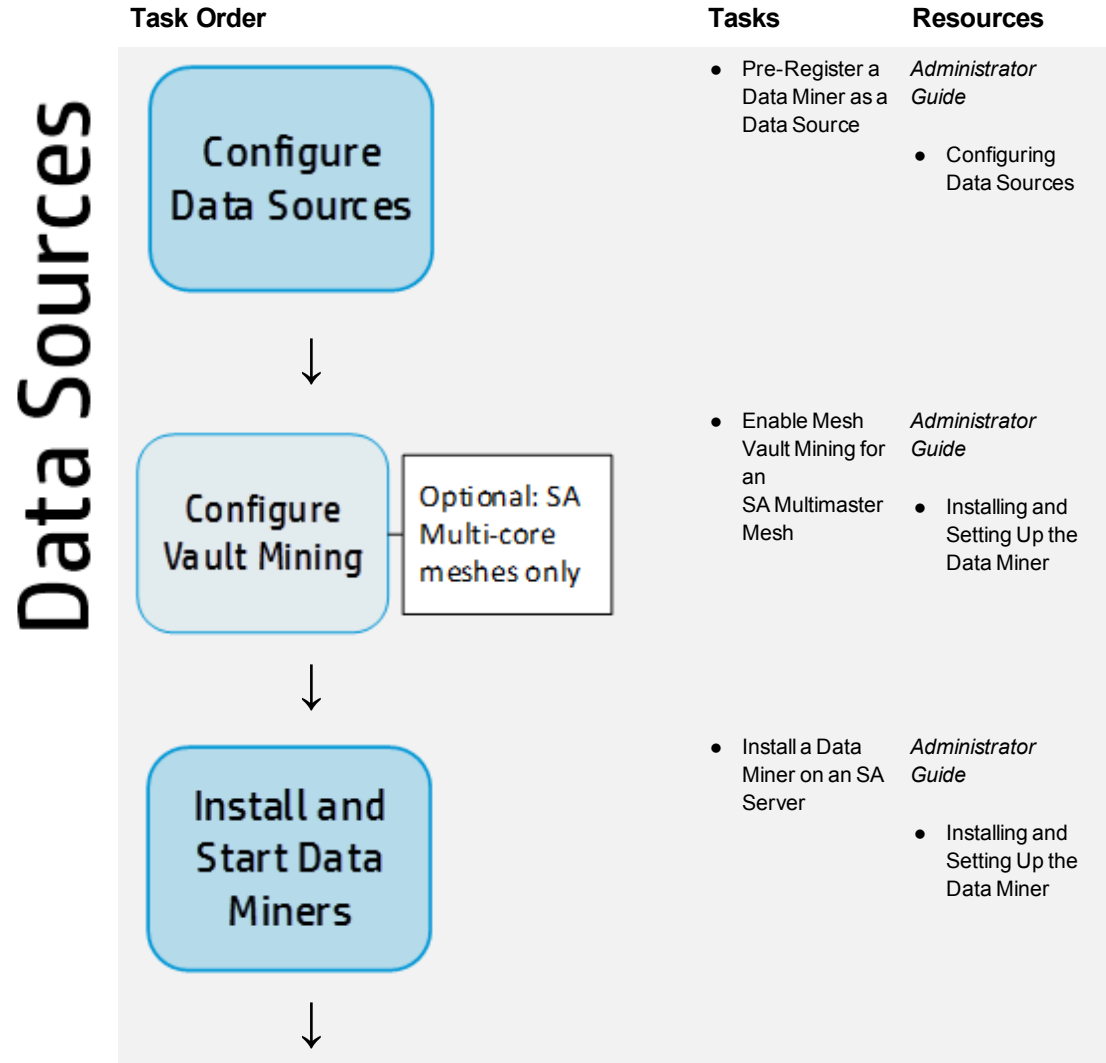 Task Order
Tasks
Resources
Data Sources
Configure
Data Sources
● Pre-Register a
Data Miner as a
Data Source
Administrator
Guide
● Configuring
Data Sources
↓
Configure
Vault Mining
Optional: SA
Multi-core
meshes only
● Enable Mesh
Vault Mining for
an
SA Multimaster
Mesh
Administrator
Guide
● Installing and
Setting Up the
Data Miner
↓
Install and
Start Data
Miners
● Install a Data
Miner on an SA
Server
Administrator
Guide
● Installing and
Setting Up the
Data Miner
↓